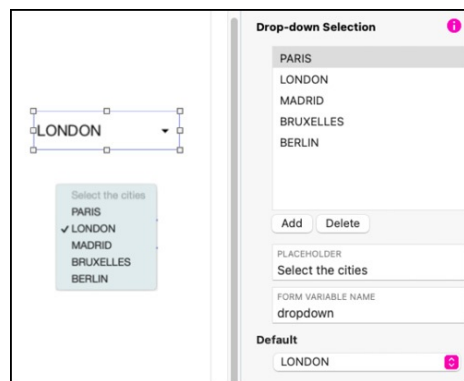 LONDON
Select the cities
PARIS
✓ LONDON
MADRID
BRUXELLES
BERLIN
Drop-down Selection
i
PARIS
LONDON
MADRID
BRUXELLES
BERLIN
Add Delete
PLACEHOLDER
Select the cities
FORM VARIABLE NAME
dropdown
Default
LONDON